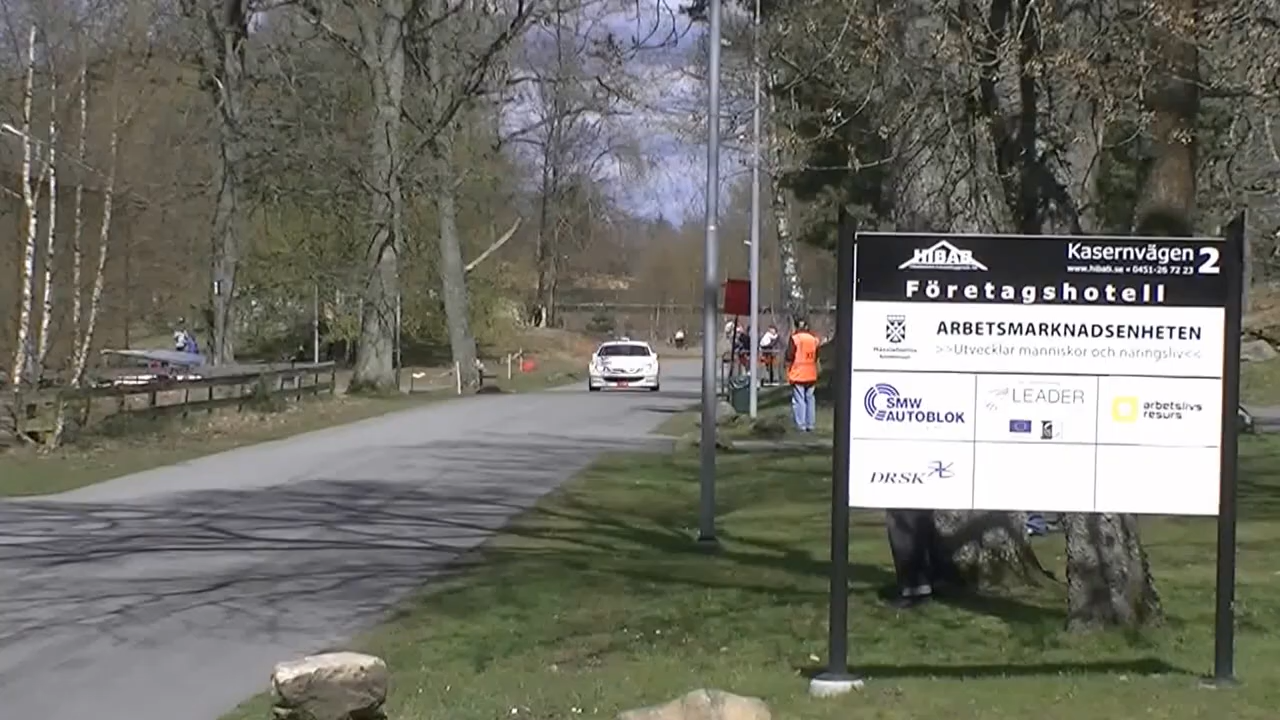 HIBAB
Kasernvägen 2
www.hibab.se • 0451-26 72 23
Företagshotell
ARBETSMARKNADSENHETEN
>>Utvecklar människor och näringsliv<<
SMW
AUTOBLOK
LEADER
arbetslivs
resurs
DRSK